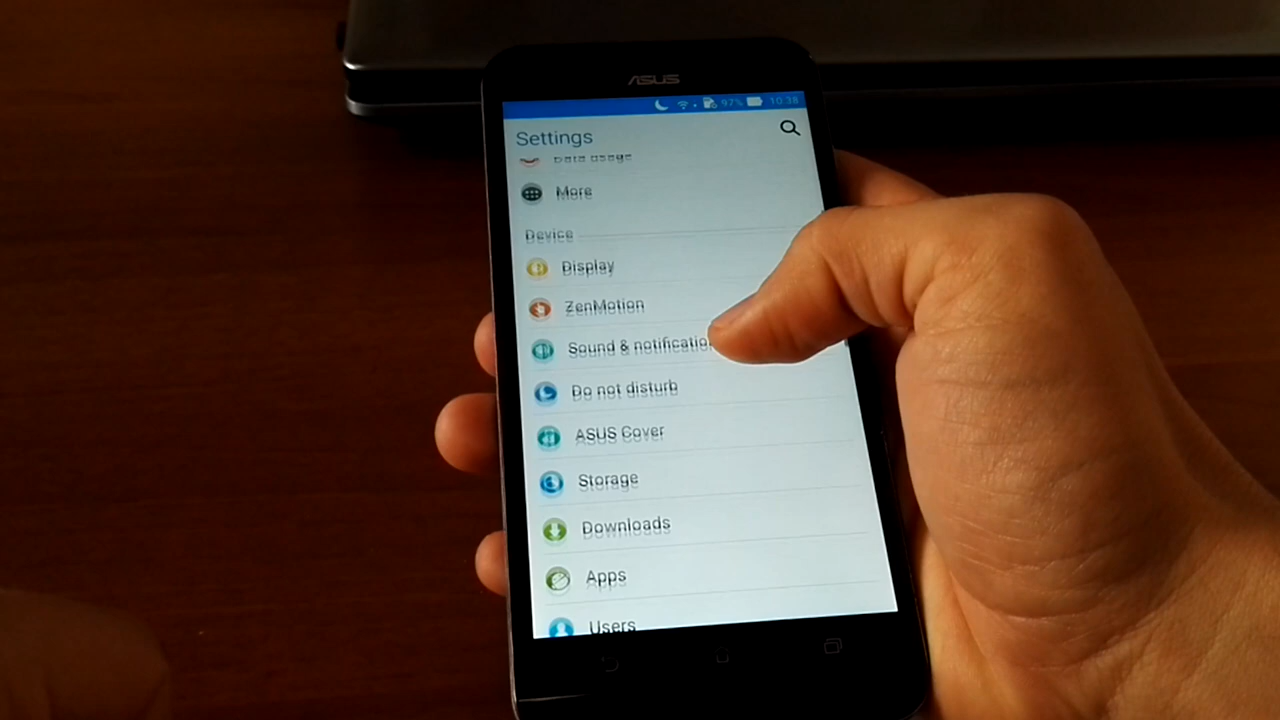 ASUS
97% 10:38
Settings
Data usage
More
Device
Display
ZenMotion
Sound & notification
Do not disturb
ASUS Cover
Storage
Downloads
Apps
Users